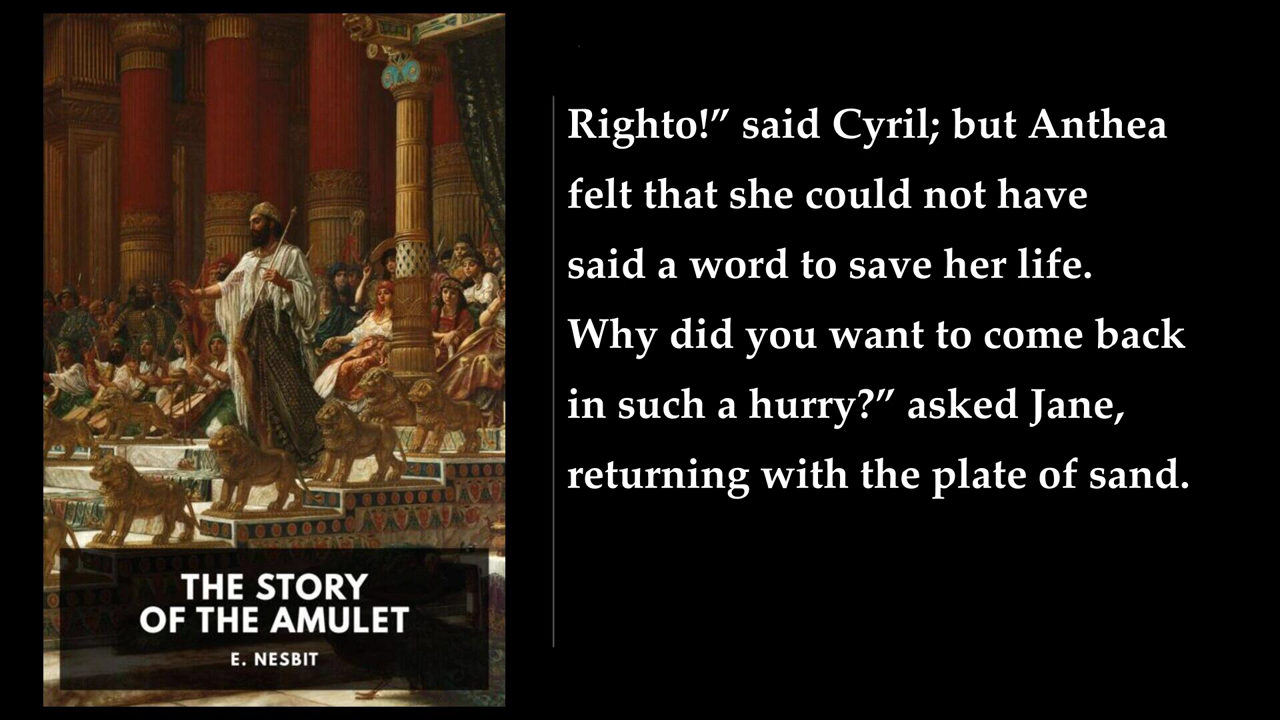 THE STORY
OF THE AMULET
E. NESBIT
Righto!” said Cyril; but Anthea
felt that she could not have
said a word to save her life.
Why did you want to come back
in such a hurry?” asked Jane,
returning with the plate of sand.